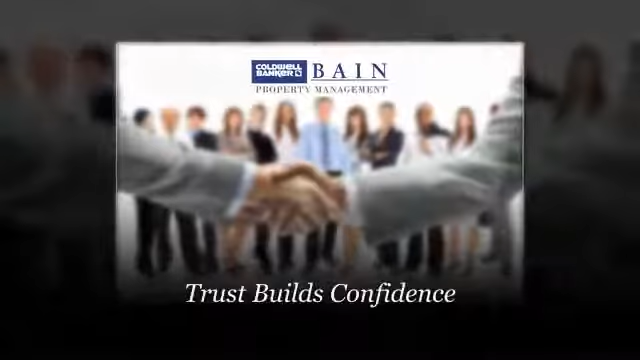 COLDWELL
BANKER
BAIN
PROPERTY MANAGEMENT
Trust Builds Confidence